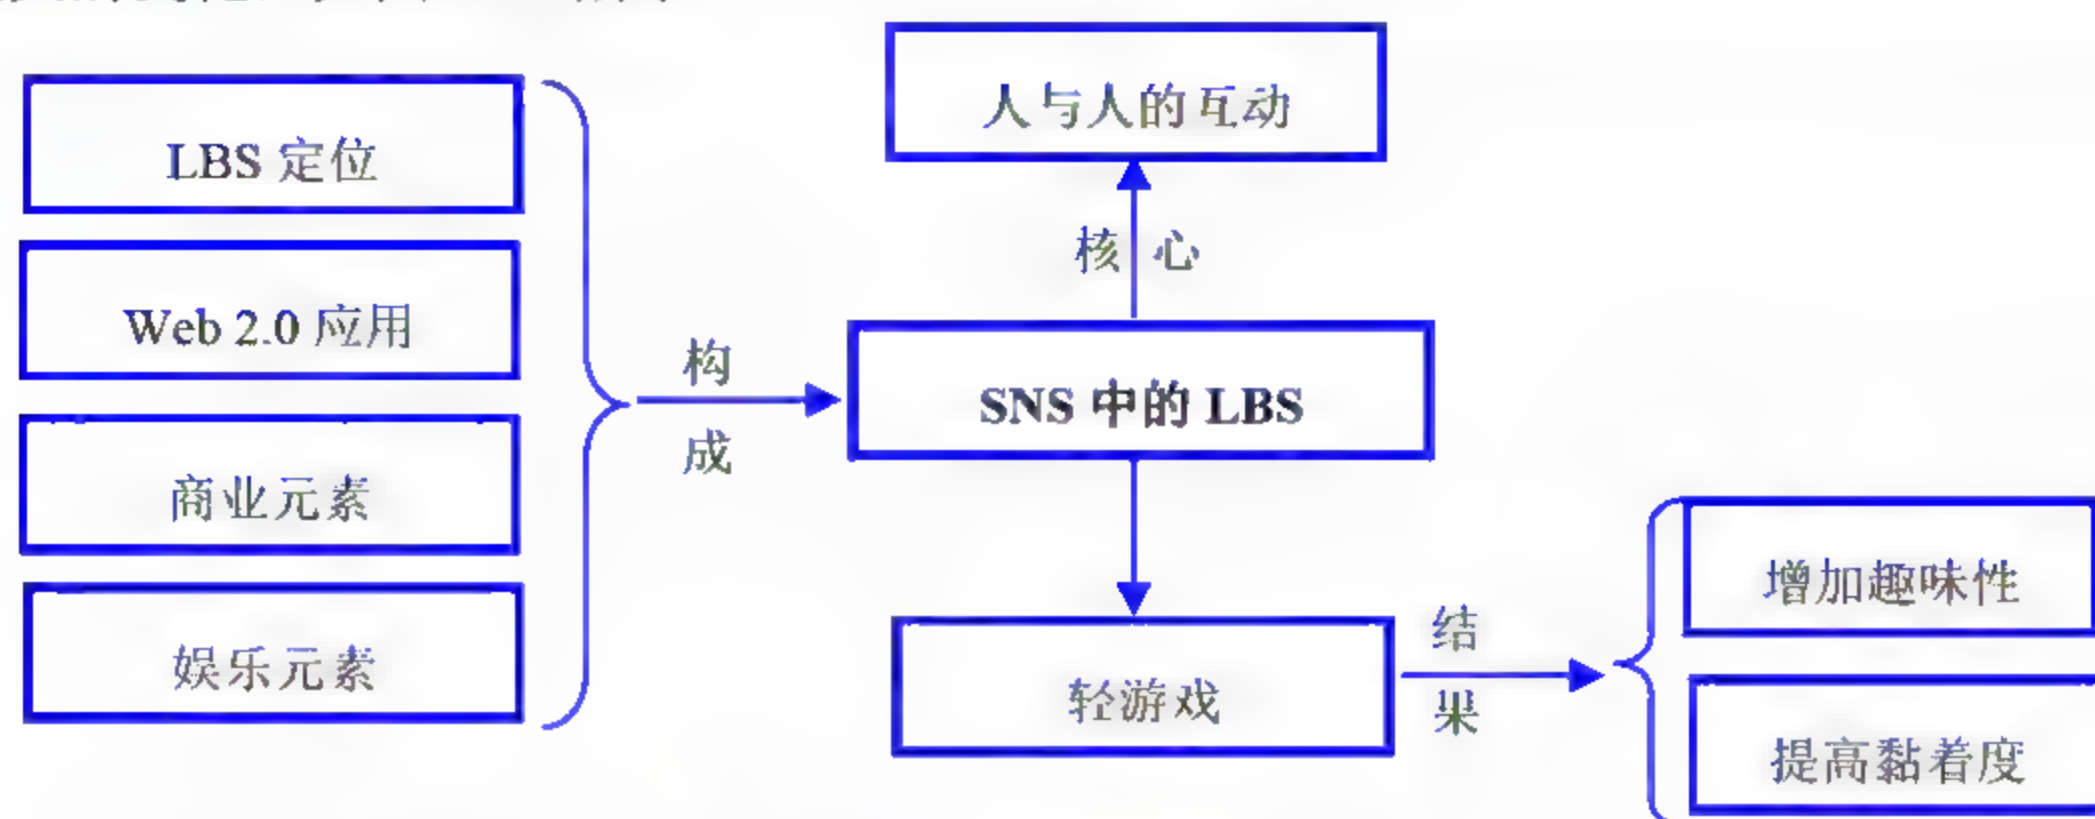 LBS 定位
Web 2.0 应用
商业元素
娱乐元素
构
成
人与人的互动
核 心
SNS 中的 LBS
轻游戏
结
果
增加趣味性
提高黏着度